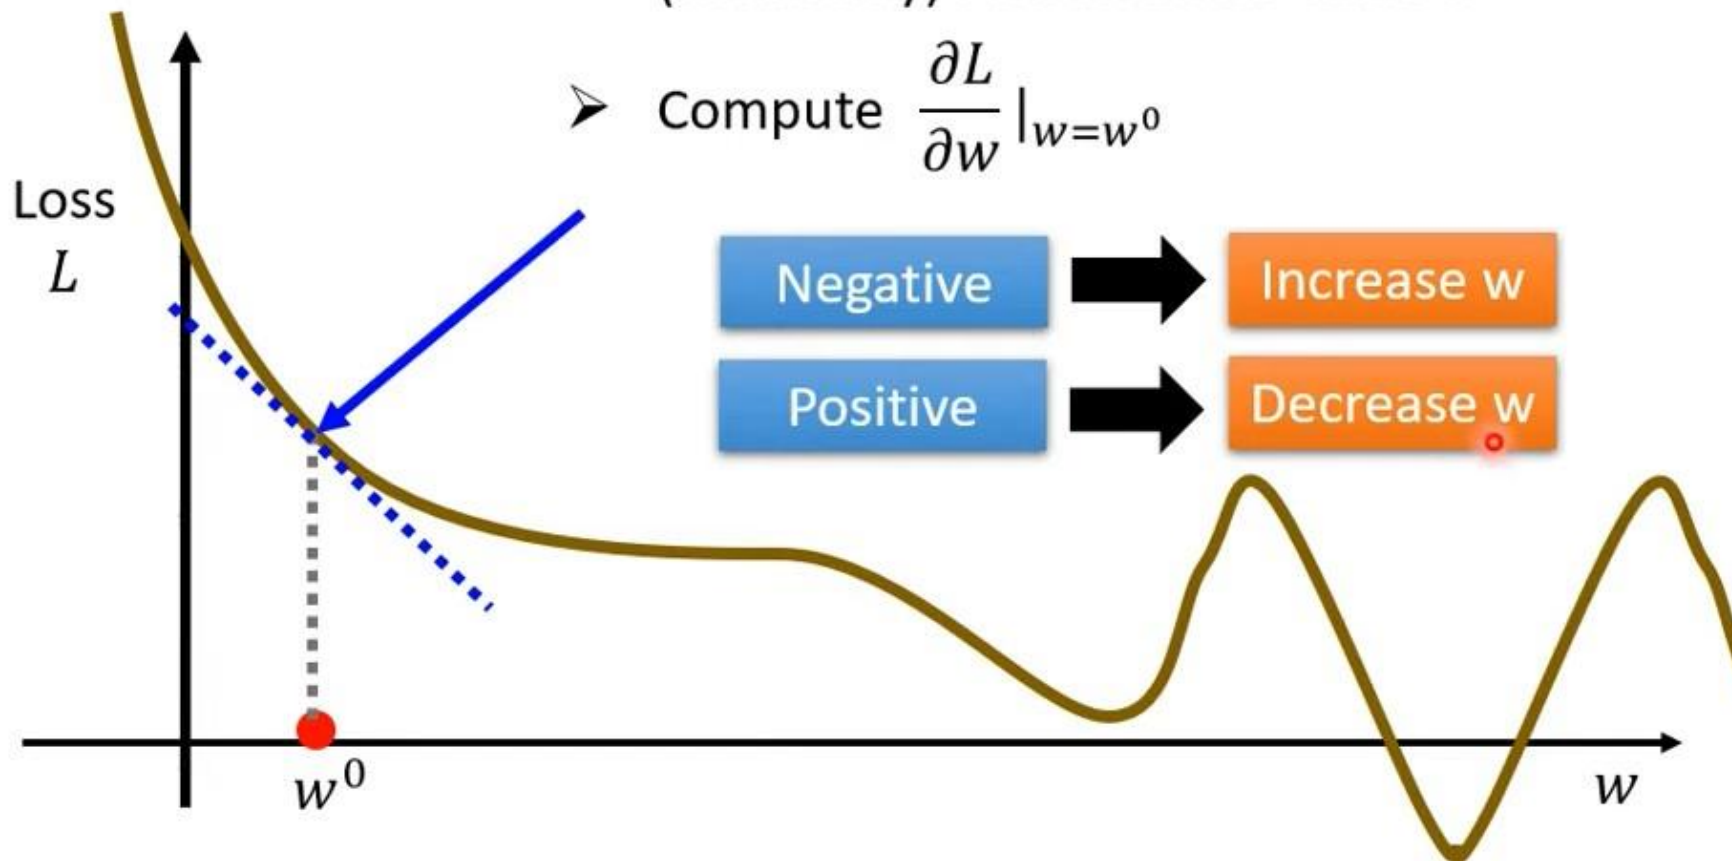 ➢ Compute ∂L/∂w |w=w⁰
Loss
L
Negative
Increase w
Positive
Decrease w
w⁰
w